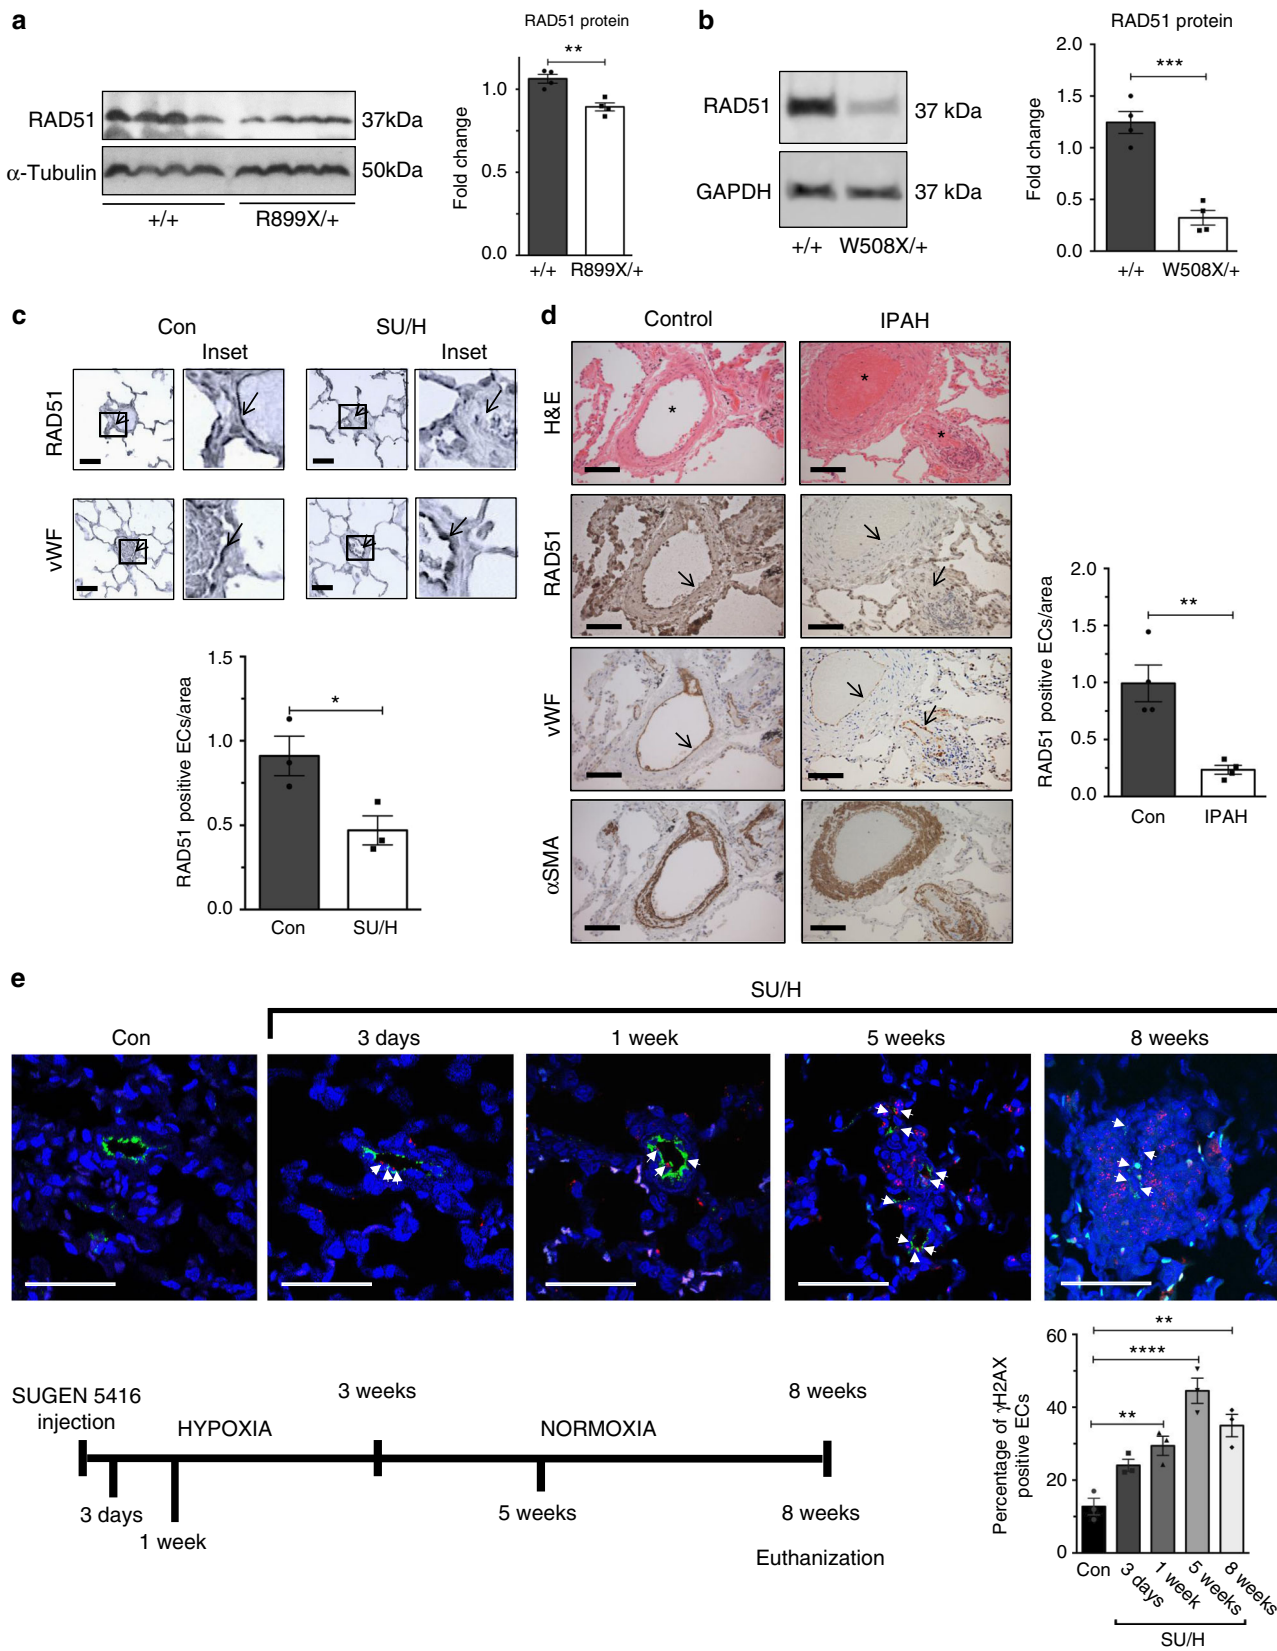 a
RAD51
37kDa
α-Tubulin
50kDa
+/+
R899X/+
RAD51 protein
**
Fold change
1.0
0.5
0.0
+/+
R899X/+
b
RAD51
37 kDa
GAPDH
37 kDa
+/+
W508X/+
RAD51 protein
***
Fold change
2.0
1.5
1.0
0.5
0.0
+/+
W508X/+
c
Con
SU/H
Inset
Inset
RAD51
vWF
RAD51 positive ECs/area
1.5
1.0
0.5
0.0
*
Con
SU/H
d
Control
IPAH
H&E
*
*
*
RAD51
vWF
αSMA
RAD51 positive ECs/area
2.0
1.5
1.0
0.5
0.0
**
Con
IPAH
e
SU/H
Con
3 days
1 week
5 weeks
8 weeks
SUGEN 5416
injection
HYPOXIA
3 weeks
NORMOXIA
8 weeks
3 days
1 week
5 weeks
8 weeks
Euthanization
Percentage of γH2AX
positive ECs
60
40
20
0
**
****
**
Con
3 days
1 week
5 weeks
8 weeks
SU/H